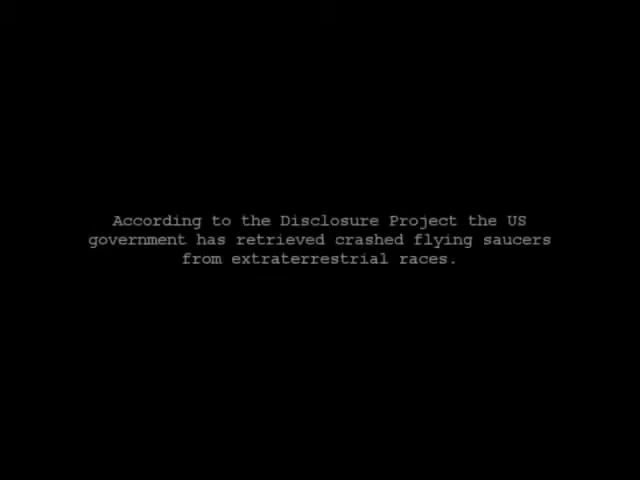 According to the Disclosure Project the US
government has retrieved crashed flying saucers
from extraterrestrial races.